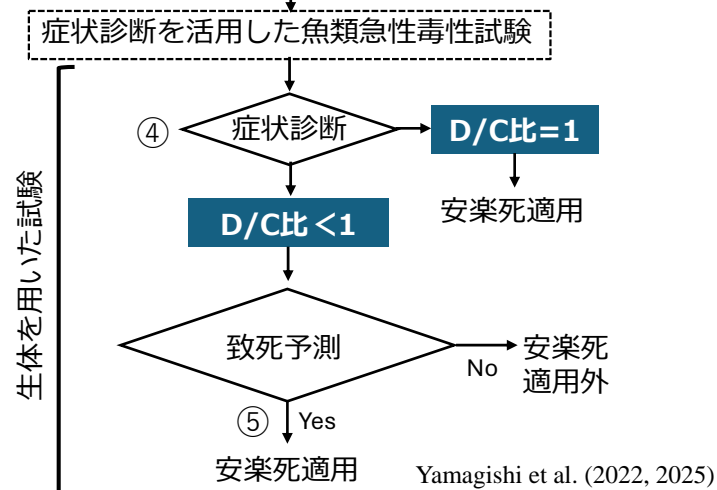 症状診断を活用した魚類急性毒性試験
④
症状診断
D/C比=1
安楽死適用
D/C比<1
生体を用いた試験
致死予測
No
安楽死
適用外
⑤
Yes
安楽死適用
Yamagishi et al. (2022, 2025)